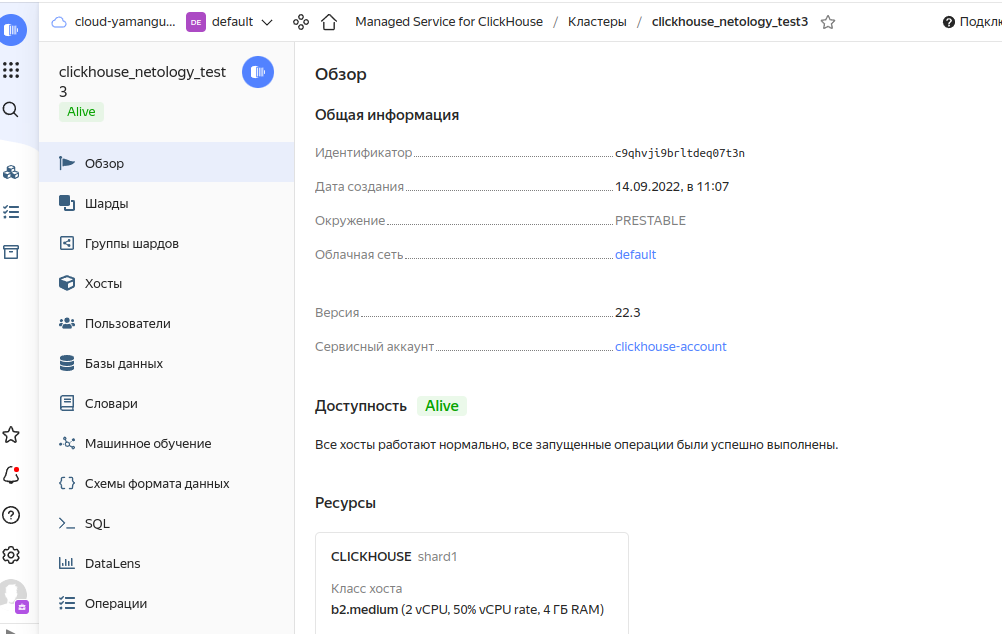 cloud-yamangu...
DE
default
Managed Service for ClickHouse / Кластеры / clickhouse_netology_test3
clickhouse_netology_test
3
Alive
Обзор
Шарды
Группы шардов
Хосты
Пользователи
Базы данных
Словари
Машинное обучение
Схемы формата данных
SQL
DataLens
Операции
Обзор
Общая информация
Идентификатор c9qhvji9brltdeq07t3n
Дата создания 14.09.2022, в 11:07
Окружение PRESTABLE
Облачная сеть default
Версия 22.3
Сервисный аккаунт clickhouse-account
Доступность Alive
Все хосты работают нормально, все запущенные операции были успешно выполнены.
Ресурсы
CLICKHOUSE shard1
Класс хоста
b2.medium (2 vCPU, 50% vCPU rate, 4 ГБ RAM)